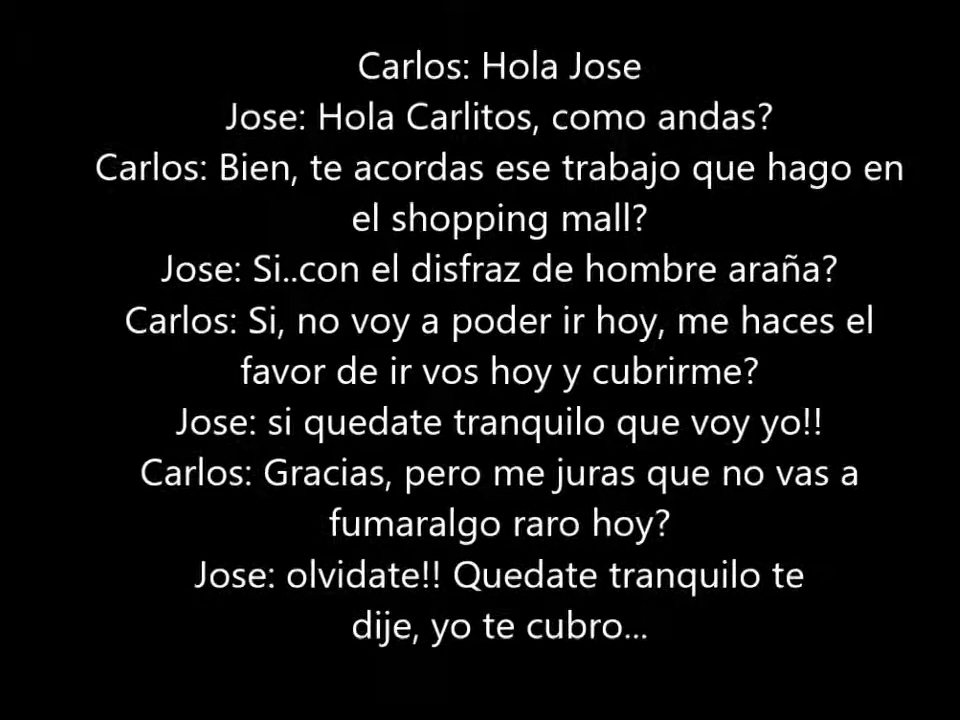 Carlos: Hola Jose
Jose: Hola Carlitos, como andas?
Carlos: Bien, te acordas ese trabajo que hago en
el shopping mall?
Jose: Si..con el disfraz de hombre araña?
Carlos: Si, no voy a poder ir hoy, me haces el
favor de ir vos hoy y cubrirme?
Jose: si quedate tranquilo que voy yo!!
Carlos: Gracias, pero me juras que no vas a
fumaralgo raro hoy?
Jose: olvidate!! Quedate tranquilo te
dije, yo te cubro...